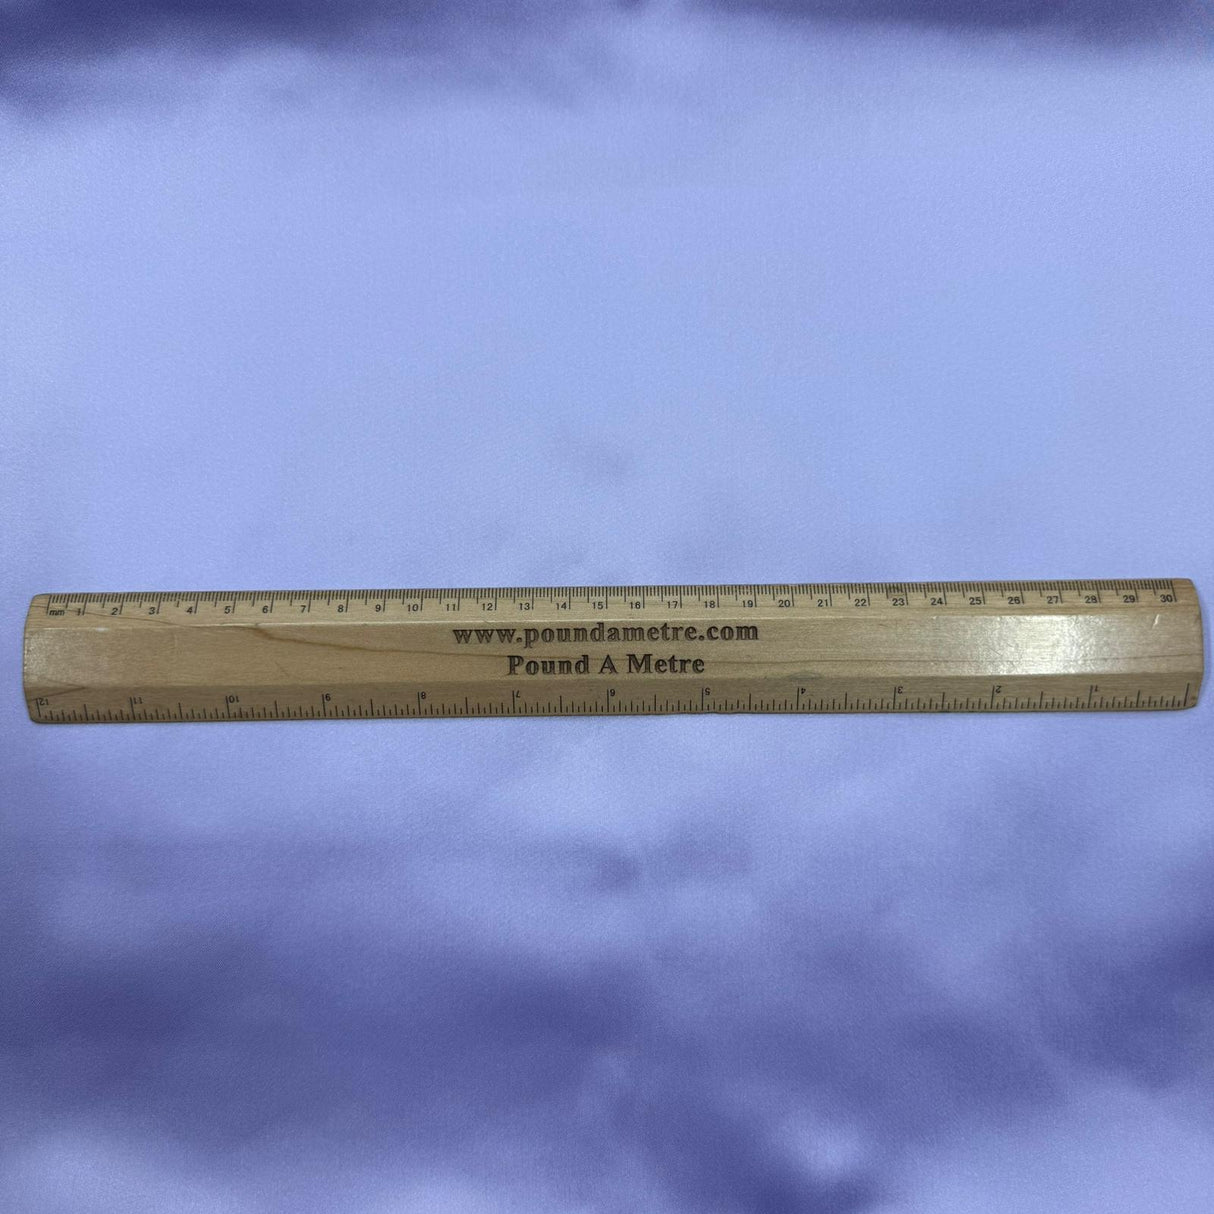 mm 1 2 3 4 5 6 7 8 9 10 11 12 13 14 15 16 17 18 19 20 21 22 23 24 25 26 27 28 29 30
www.poundametre.com
Pound A Metre
12 11 10 9 8 7 6 5 4 3 2 1